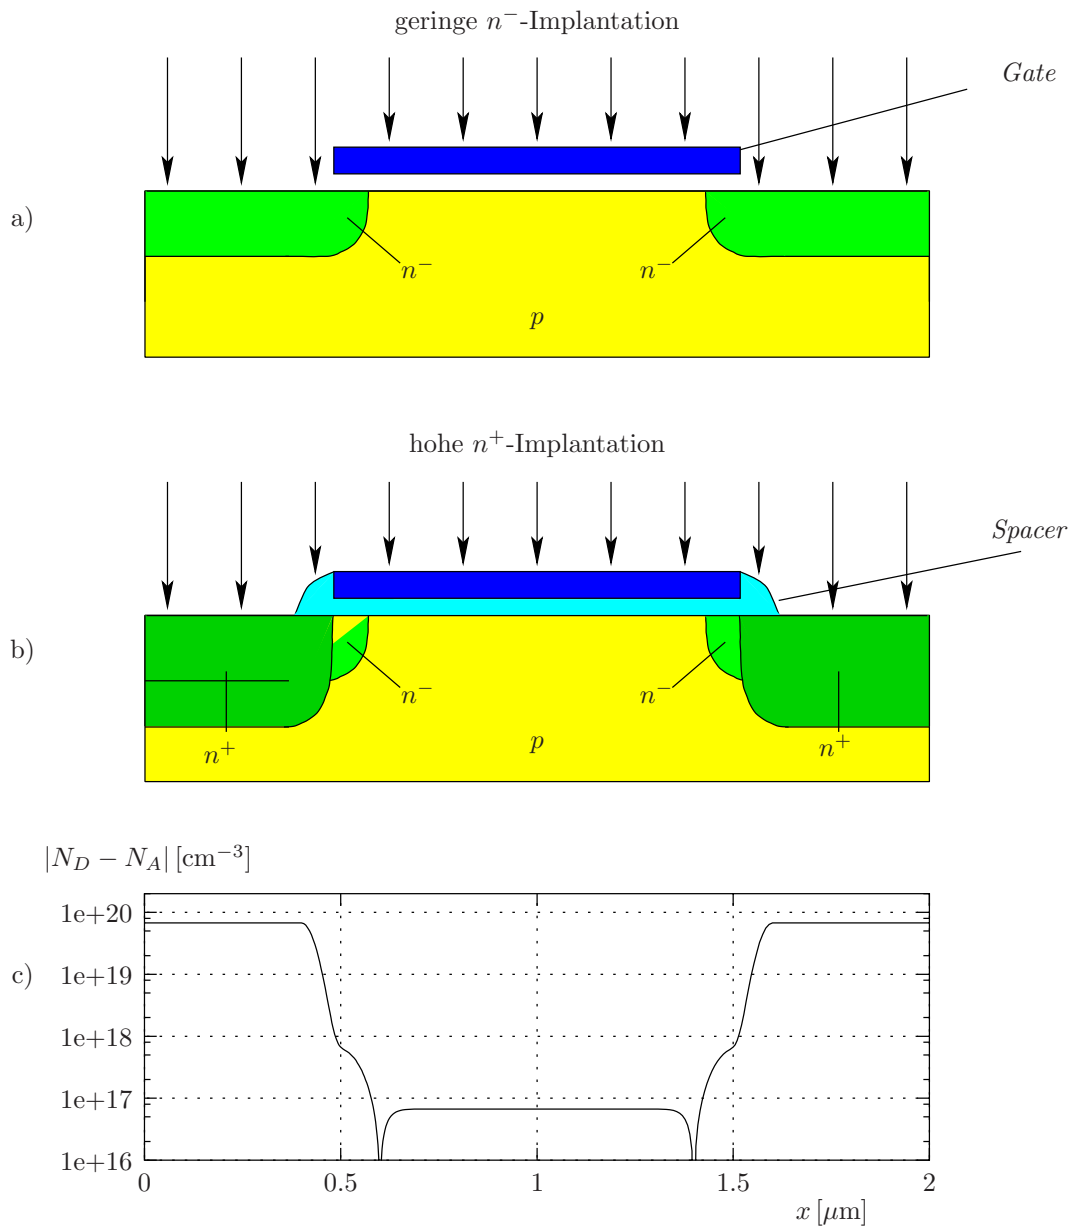 geringe n⁻-Implantation
Gate
a)
n⁻ n⁻
p
hohe n⁺-Implantation
Spacer
b)
n⁻ n⁻
n⁺ p n⁺
|N_D − N_A| [cm⁻³]
1e+20
c)
1e+19
1e+18
1e+17
1e+16
0 0.5 1 1.5 2
x [μm]